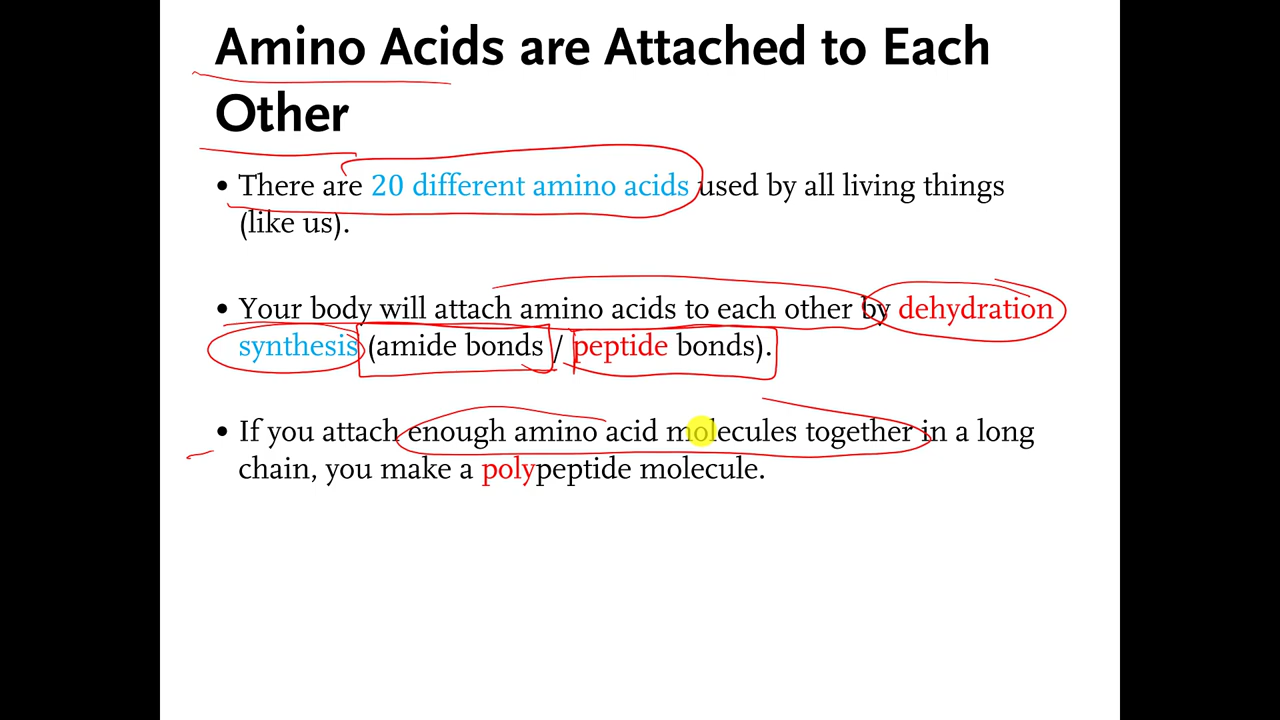 Amino Acids are Attached to Each
Other
• There are 20 different amino acids used by all living things
(like us).
• Your body will attach amino acids to each other by dehydration
synthesis (amide bonds / peptide bonds).
• If you attach enough amino acid molecules together in a long
chain, you make a polypeptide molecule.